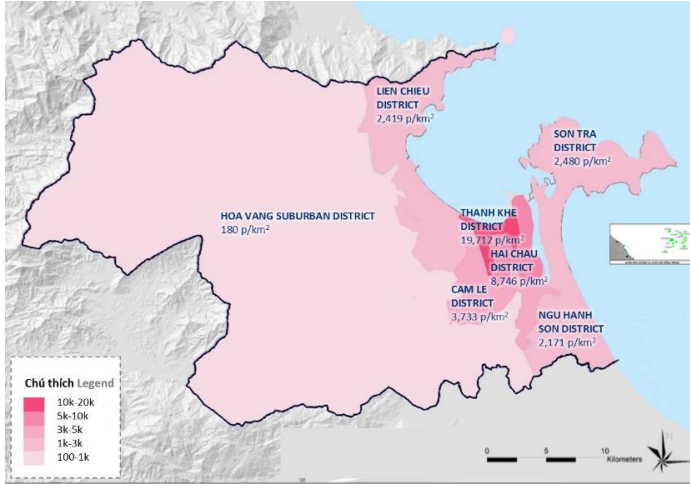 LIEN CHIEU
DISTRICT
2,419 p/km²
SON TRA
DISTRICT
2,480 p/km²
HOA VANG SUBURBAN DISTRICT
180 p/km²
THANH KHE
DISTRICT
19,712 p/km²
HAI CHAU
DISTRICT
8,746 p/km²
CAM LE
DISTRICT
3,733 p/km²
NGU HANH
SON DISTRICT
2,171 p/km²
Chú thích Legend
10k-20k
5k-10k
3k-5k
1k-3k
100-1k
0 5 10
Kilometers
N